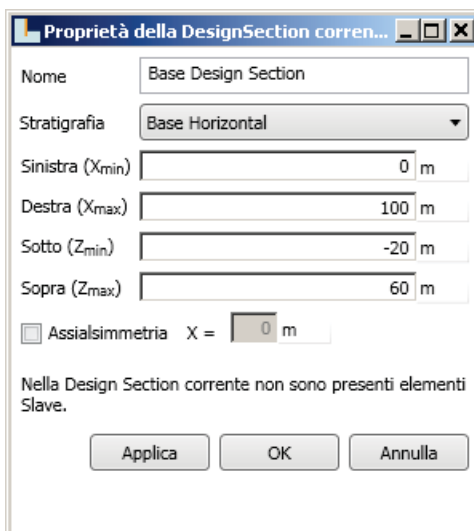 Proprietà della DesignSection corren...
Nome Base Design Section
Stratigrafia Base Horizontal
Sinistra (Xmin) 0 m
Destra (Xmax) 100 m
Sotto (Zmin) -20 m
Sopra (Zmax) 60 m
Assialsimmetria X = 0 m
Nella Design Section corrente non sono presenti elementi
Slave.
Applica OK Annulla